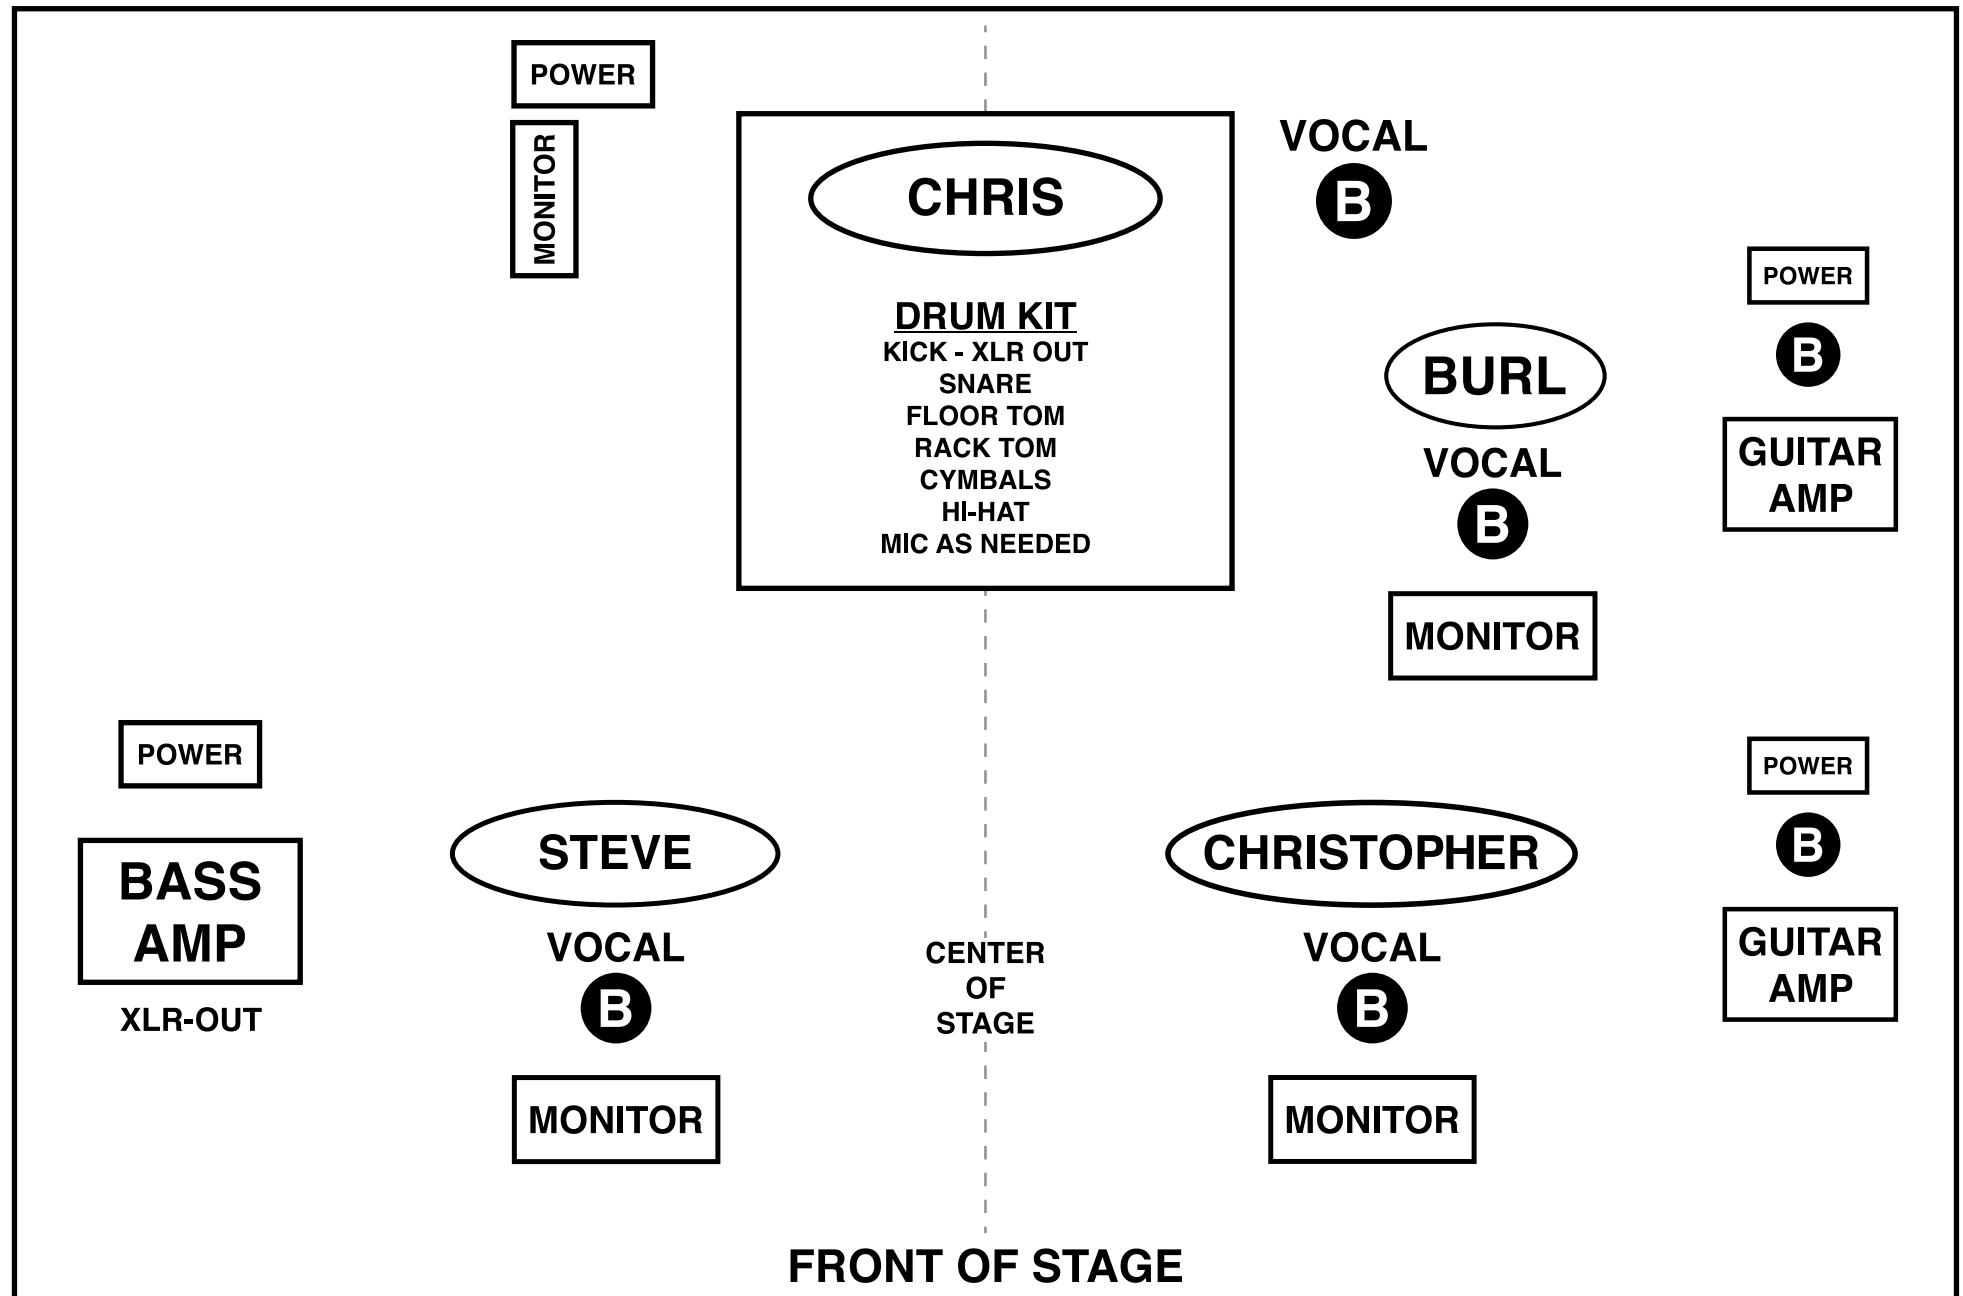 POWER
MONITOR
CHRIS
DRUM KIT
KICK - XLR OUT
SNARE
FLOOR TOM
RACK TOM
CYMBALS
HI-HAT
MIC AS NEEDED
VOCAL
B
BURL
VOCAL
B
MONITOR
POWER
B
GUITAR
AMP
POWER
BASS
AMP
XLR-OUT
STEVE
VOCAL
B
MONITOR
CENTER
OF
STAGE
CHRISTOPHER
VOCAL
B
MONITOR
POWER
B
GUITAR
AMP
FRONT OF STAGE